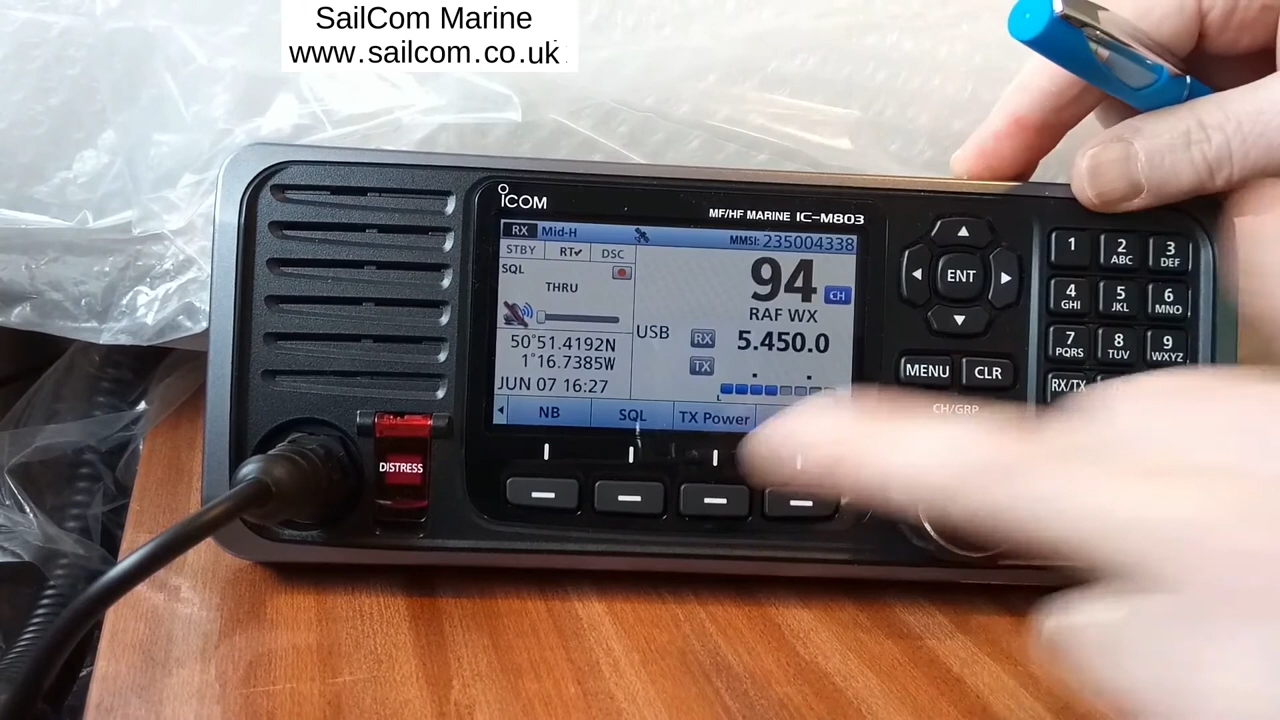 SailCom Marine
www.sailcom.co.uk
ICOM
MF/HF MARINE IC-M803
RX Mid-H MMSI: 235004338
STBY RT✔ DSC
SQL
THRU
94 CH
RAF WX
USB RX 5.450.0
TX
50°51.4192N
1°16.7385W
JUN 07 16:27
L
NB SQL TX Power
DISTRESS
ENT
MENU CLR
CH/GRP
1 2 ABC 3 DEF
4 GHI 5 JKL 6 MNO
7 PQRS 8 TUV 9 WXYZ
RX/TX